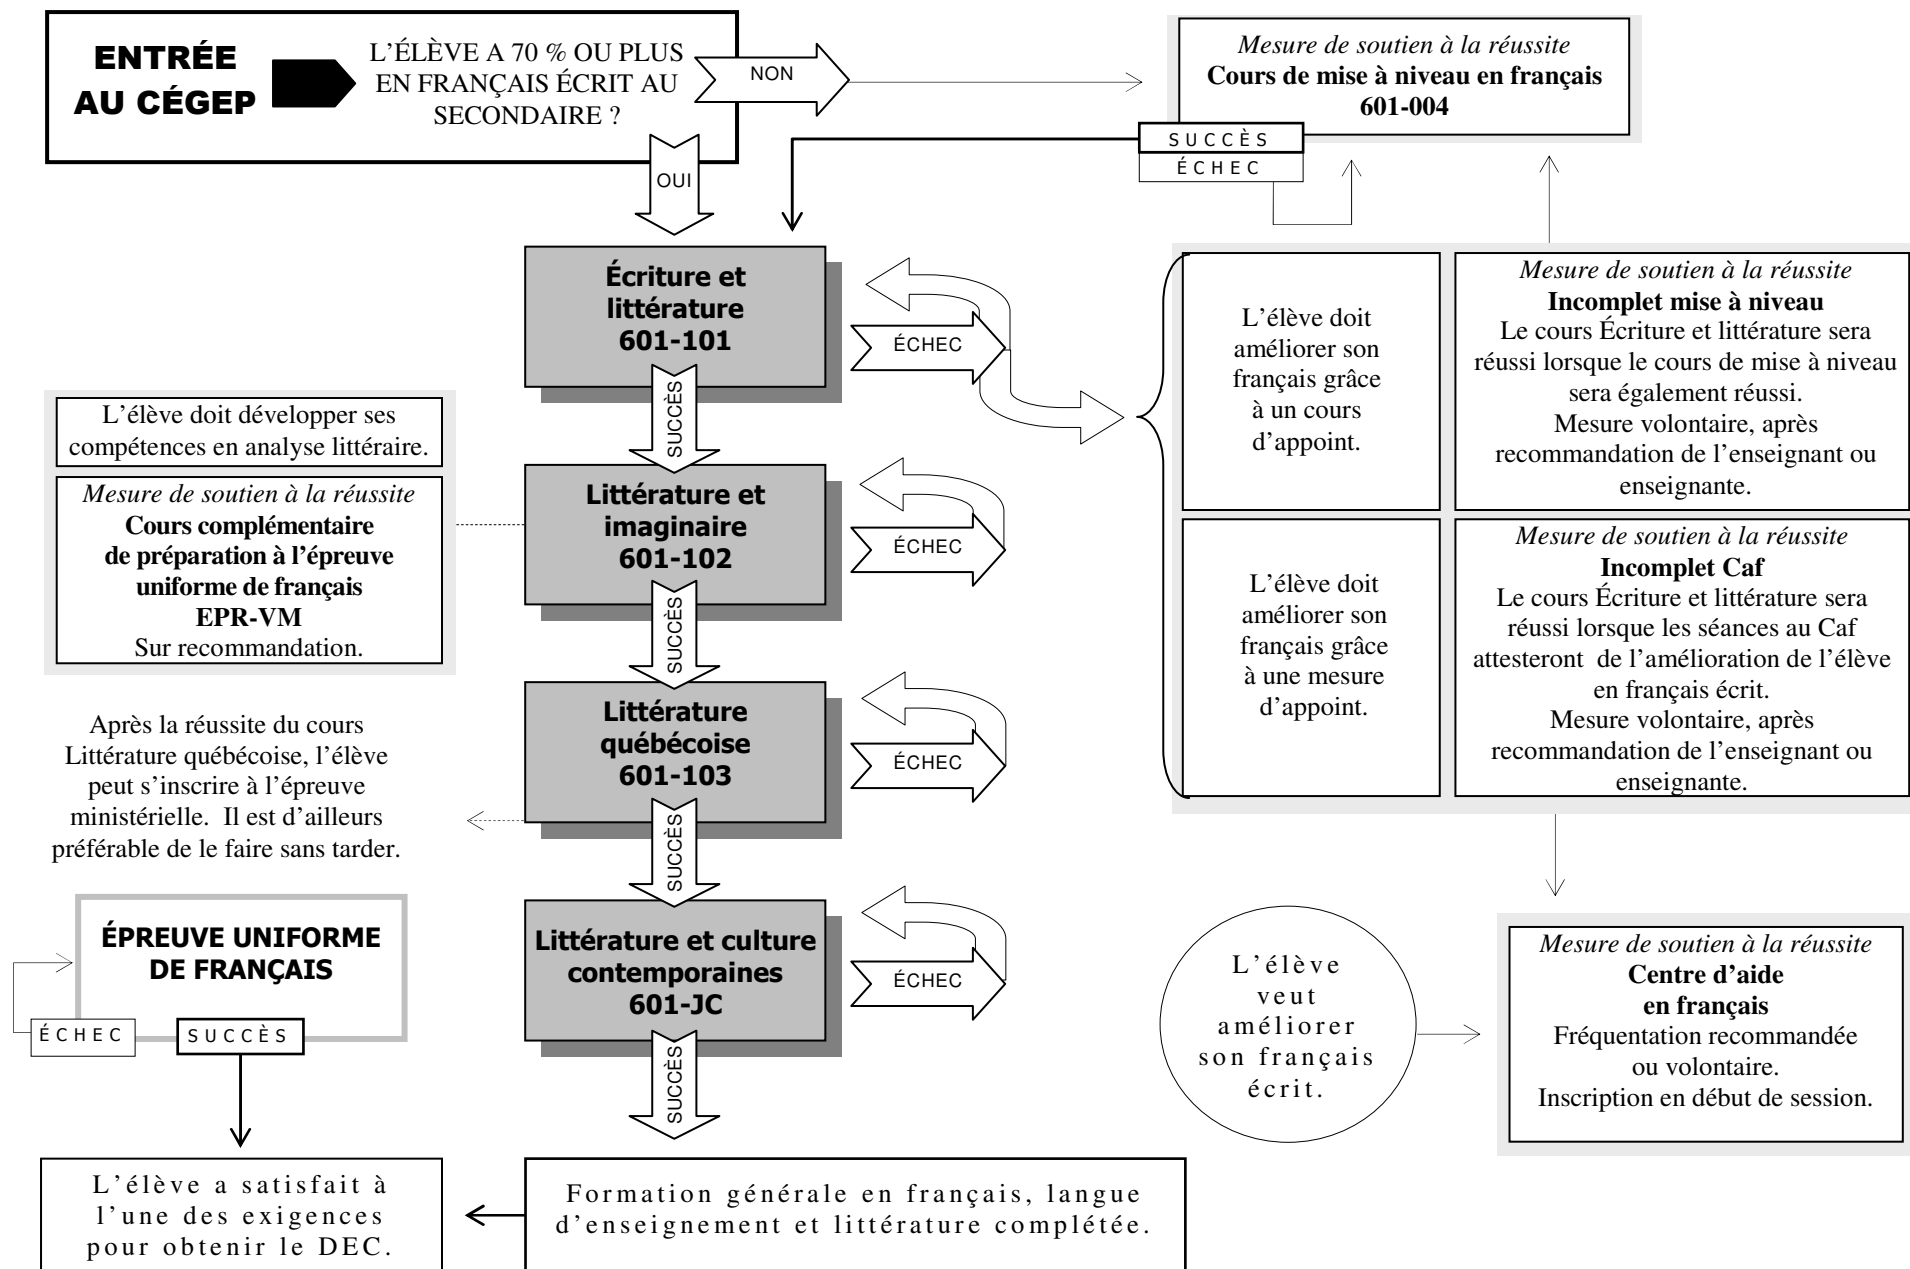 ENTRÉE
AU CÉGEP
L’ÉLÈVE A 70 % OU PLUS
EN FRANÇAIS ÉCRIT AU
SECONDAIRE ?
NON
OUI
Mesure de soutien à la réussite
Cours de mise à niveau en français
601-004
SUCCÈS
ÉCHEC
Écriture et
littérature
601-101
ÉCHEC
SUCCÈS
L’élève doit
améliorer son
français grâce
à un cours
d’appoint.
Mesure de soutien à la réussite
Incomplet mise à niveau
Le cours Écriture et littérature sera
réussi lorsque le cours de mise à niveau
sera également réussi.
Mesure volontaire, après
recommandation de l’enseignant ou
enseignante.
L’élève doit développer ses
compétences en analyse littéraire.
Mesure de soutien à la réussite
Cours complémentaire
de préparation à l’épreuve
uniforme de français
EPR-VM
Sur recommandation.
Littérature et
imaginaire
601-102
ÉCHEC
SUCCÈS
L’élève doit
améliorer son
français grâce
à une mesure
d’appoint.
Mesure de soutien à la réussite
Incomplet Caf
Le cours Écriture et littérature sera
réussi lorsque les séances au Caf
attesteront de l’amélioration de l’élève
en français écrit.
Mesure volontaire, après
recommandation de l’enseignant ou
enseignante.
Littérature
québécoise
601-103
ÉCHEC
SUCCÈS
Après la réussite du cours
Littérature québécoise, l’élève
peut s’inscrire à l’épreuve
ministérielle. Il est d’ailleurs
préférable de le faire sans tarder.
ÉPREUVE UNIFORME
DE FRANÇAIS
ÉCHEC
SUCCÈS
Littérature et culture
contemporaines
601-JC
ÉCHEC
SUCCÈS
L’élève
veut
améliorer
son français
écrit.
Mesure de soutien à la réussite
Centre d’aide
en français
Fréquentation recommandée
ou volontaire.
Inscription en début de session.
L’élève a satisfait à
l’une des exigences
pour obtenir le DEC.
Formation générale en français, langue
d’enseignement et littérature complétée.